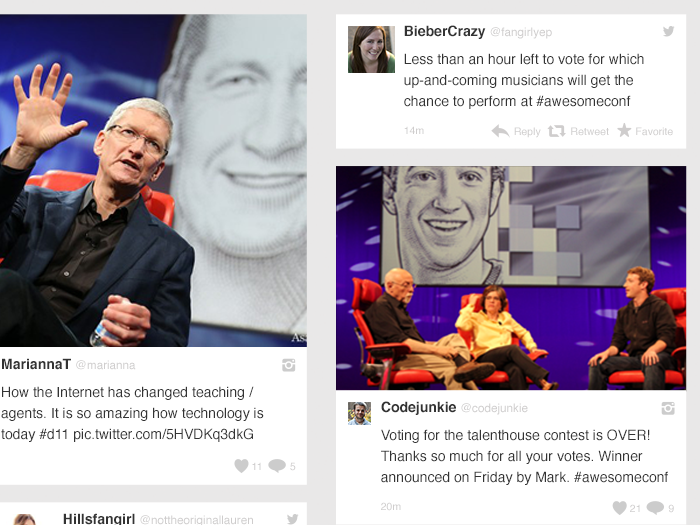 As
MariannaT @marianna
How the Internet has changed teaching /
agents. It is so amazing how technology is
today #d11 pic.twitter.com/5HVDKq3dkG
11 5
Hillsfangirl @nottheoriginallauren
BieberCrazy @fangirlyep
Less than an hour left to vote for which
up-and-coming musicians will get the
chance to perform at #awesomeconf
14m Reply Retweet Favorite
Codejunkie @codejunkie
Voting for the talenthouse contest is OVER!
Thanks so much for all your votes. Winner
announced on Friday by Mark. #awesomeconf
20m 21 9